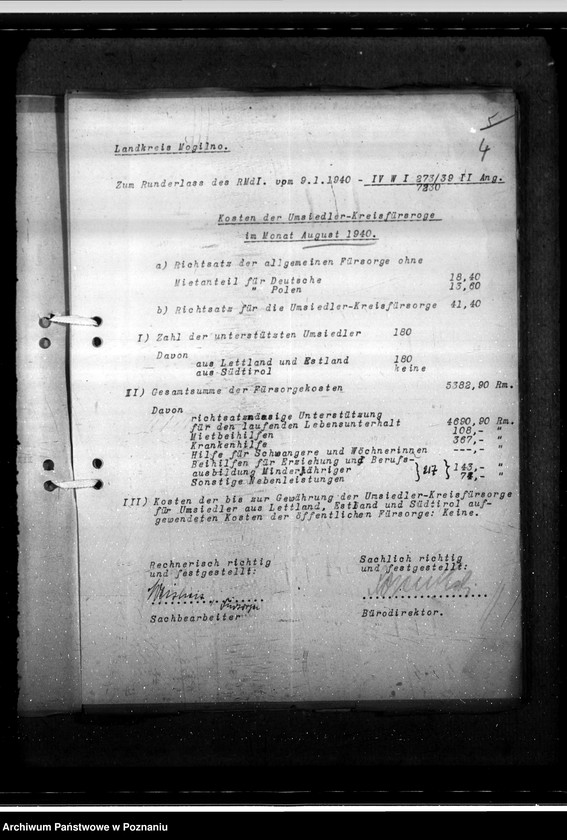 5
4
Landkreis Mogilno.
Zum Runderlass des RMdI. vom 9.1.1940 - IV W I 273/39 II Ang.
7230
Kosten der Umsiedler-Kreisfürsroge
im Monat August 1940.
a) Richtsatz der allgemeinen Fürsorge ohne
Mietanteil für Deutsche 18,40
" Polen 13,60
b) Richtsatz für die Umsiedler-Kreisfürsorge 41,40
I) Zahl der unterstützten Umsiedler 180
Davon
aus Lettland und Estland 180
aus Südtirol keine
II) Gesamtsumme der Fürsorgekosten 5382,90 Rm.
Davon
richtsatzmässige Unterstützung
für den laufenden Lebensunterhalt 4690,90 Rm.
Mietbeihilfen 108,- "
Krankenhilfe 367,- "
Hilfe für Schwangere und Wöchnerinnen ---,- "
Beihilfen für Erziehung und Berufs-
ausbildung Minderjähriger } 217 } 143,- "
Sonstige Nebenleistungen 74,- "
III) Kosten der bis zur Gewährung der Umsiedler-Kreisfürsorge
für Umsiedler aus Lettland, Estland und Südtirol auf-
gewendeten Kosten der öffentlichen Fürsorge: Keine.
Rechnerisch richtig
und festgestellt:
Sachbearbeiter
Sachlich richtig
und festgestellt:
Bürodirektor.
Archiwum Państwowe w Poznaniu